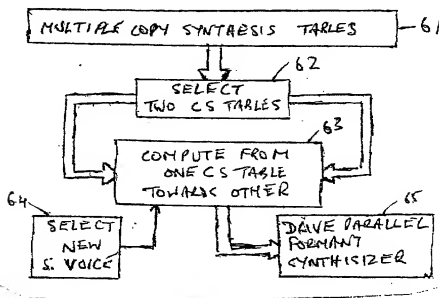 MULTIPLE COPY SYNTHESIS TABLES
61
62
SELECT
TWO CS TABLES
63
COMPUTE FROM
ONE CS TABLE
TOWARDS OTHER
64
SELECT
NEW
S. VOICE
65
DRIVE PARALLEL
FORMANT
SYNTHISIZER